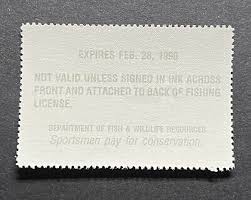 EXPIRES FEB. 28, 1990
NOT VALID UNLESS SIGNED IN INK ACROSS
FRONT AND ATTACHED TO BACK OF FISHING
LICENSE.
DEPARTMENT OF FISH & WILDLIFE RESOURCES
Sportsmen pay for conservation.